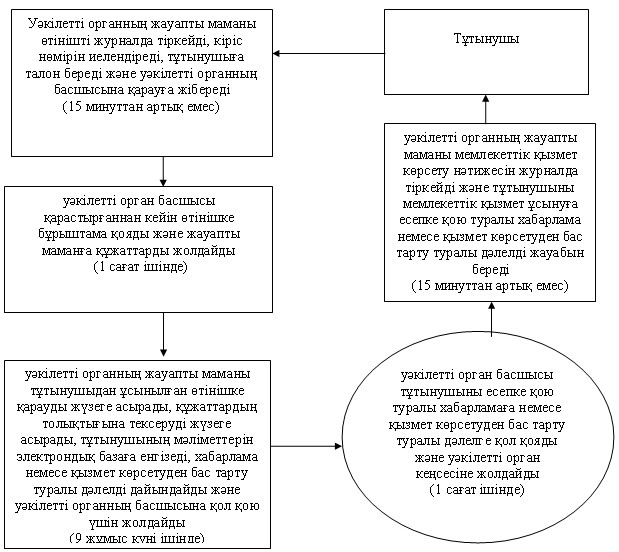 Уәкілетті органның жауапты маманы
өтінішті журналда тіркейді, кіріс
нөмірін иелендіреді, тұтынушыға
талон береді және уәкілетті органның
басшысына қарауға жібереді
(15 минуттан артық емес)
Тұтынушы
уәкілетті орган басшысы
қарастырғаннан кейін өтінішке
бұрыштама қояды және жауапты
маманға құжаттарды жолдайды
(1 сағат ішінде)
уәкілетті органның жауапты маманы
тұтынушыдан ұсынылған өтінішке
қарауды жүзеге асырады, құжаттардың
толықтығына тексеруді жүзеге
асырады, тұтынушының мәліметтерін
электрондық базаға енгізеді, хабарлама
немесе қызмет көрсетуден бас тарту
туралы дәлелді дайындайды және
уәкілетті органның басшысына қол қою
үшін жолдайды
(9 жұмыс күні ішінде)
уәкілетті орган басшысы
тұтынушыны есепке қою
туралы хабарламаға немесе
қызмет көрсетуден бас тарту
туралы дәлелге қол қояды
және уәкілетті орган
кеңсесіне жолдайды
(1 сағат ішінде)
уәкілетті органның жауапты
маманы мемлекеттік қызмет
көрсету нәтижесін журналда
тіркейді және тұтынушыны
мемлекеттік қызмет ұсынуға
есепке қою туралы хабарлама
немесе қызмет көрсетуден бас
тарту туралы дәлелді жауабын
береді
(15 минуттан артық емес)